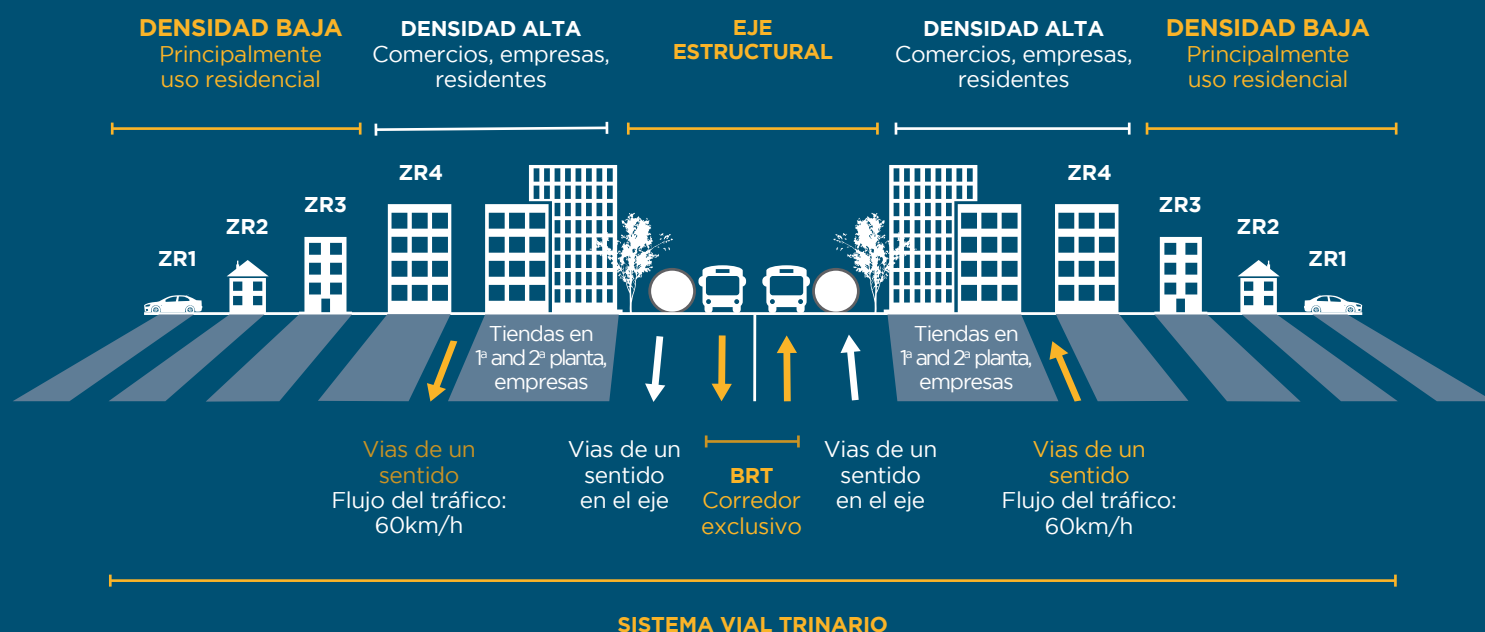 DENSIDAD BAJA
Principalmente
uso residencial
DENSIDAD ALTA
Comercios, empresas,
residentes
EJE
ESTRUCTURAL
DENSIDAD ALTA
Comercios, empresas,
residentes
DENSIDAD BAJA
Principalmente
uso residencial
ZR1
ZR2
ZR3
ZR4
ZR4
ZR3
ZR2
ZR1
Tiendas en
1ª and 2ª planta,
empresas
Tiendas en
1ª and 2ª planta,
empresas
Vias de un
sentido
Flujo del tráfico:
60km/h
Vias de un
sentido
en el eje
BRT
Corredor
exclusivo
Vias de un
sentido
en el eje
Vias de un
sentido
Flujo del tráfico:
60km/h
SISTEMA VIAL TRINARIO